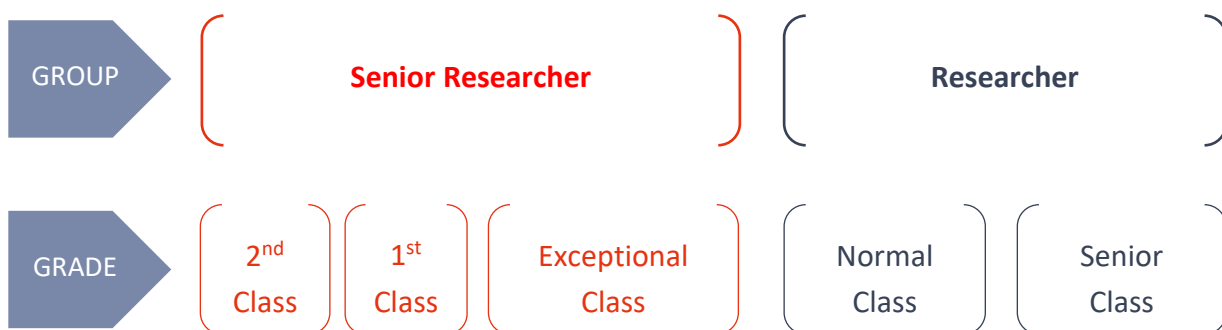 GROUP
Senior Researcher
Researcher
GRADE
2nd
Class
1st
Class
Exceptional
Class
Normal
Class
Senior
Class